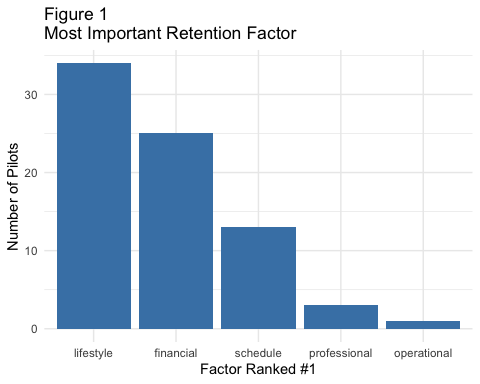 Figure 1
Most Important Retention Factor
Number of Pilots
30
20
10
0
lifestyle financial schedule professional operational
Factor Ranked #1